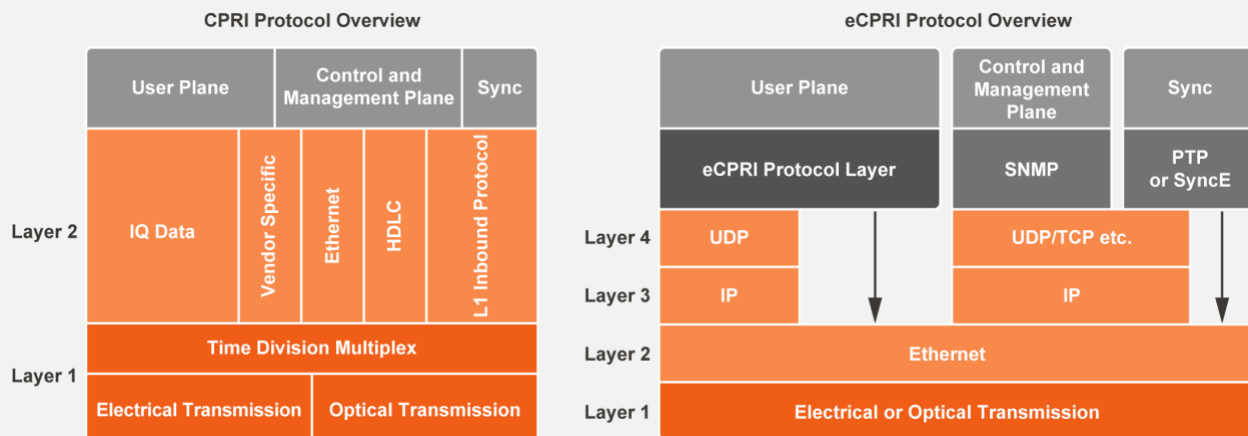 CPRI Protocol Overview
User Plane
Control and
Management Plane
Sync
Layer 2
IQ Data
Vendor Specific
Ethernet
HDLC
L1 Inbound Protocol
Time Division Multiplex
Layer 1
Electrical Transmission
Optical Transmission
eCPRI Protocol Overview
User Plane
Control and
Management
Plane
Sync
eCPRI Protocol Layer
SNMP
PTP
or SyncE
Layer 4
UDP
UDP/TCP etc.
Layer 3
IP
IP
Layer 2
Ethernet
Layer 1
Electrical or Optical Transmission